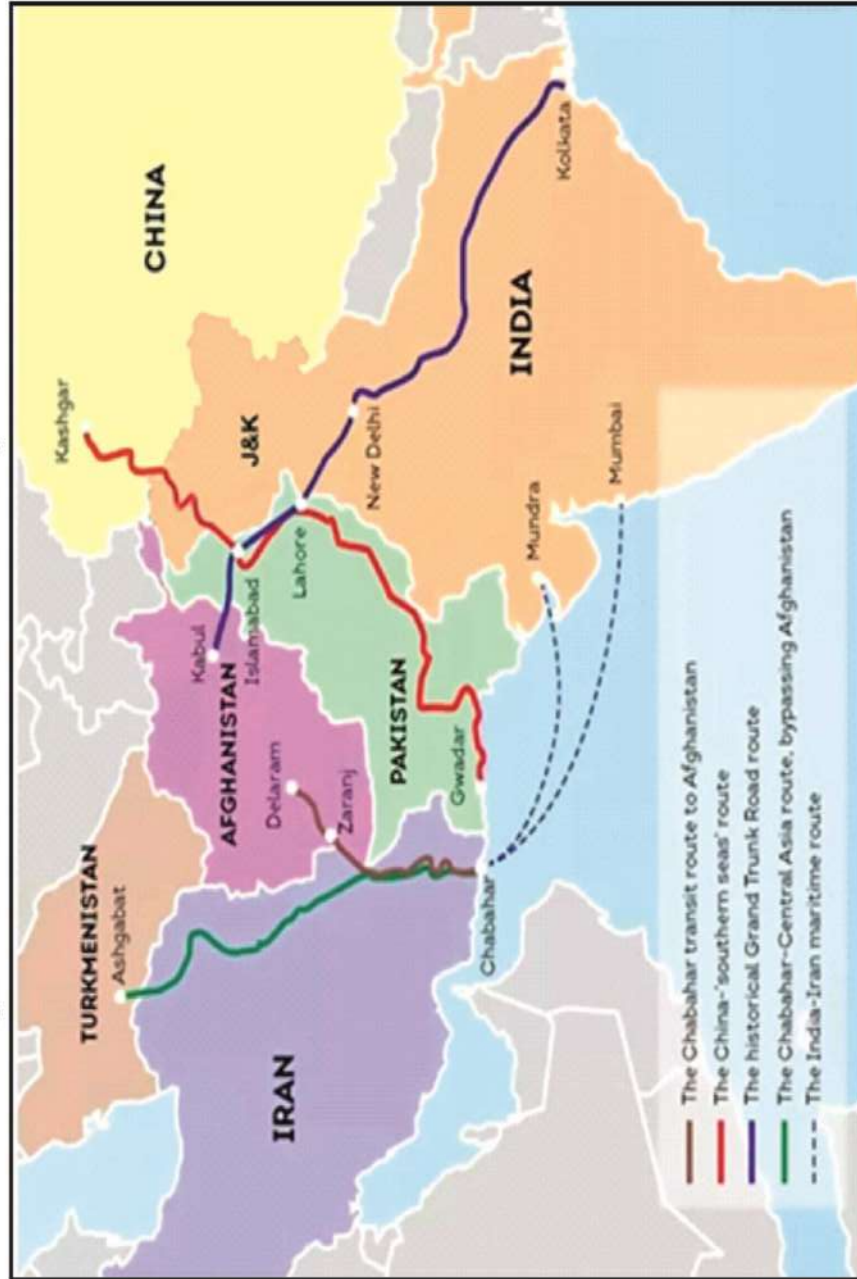 CHINA
Kashgar
TURKMENISTAN
Ashgabat
J&K
Kabul
AFGHANISTAN
Islamabad
Delaram
Lahore
Zaranj
New Delhi
IRAN
PAKISTAN
Gwadar
Chabahar
INDIA
Kolkata
Mundra
Mumbai
The Chabahar transit route to Afghanistan
The China-'southern seas' route
The historical Grand Trunk Road route
The Chabahar-Central Asia route, bypassing Afghanistan
The India-Iran maritime route